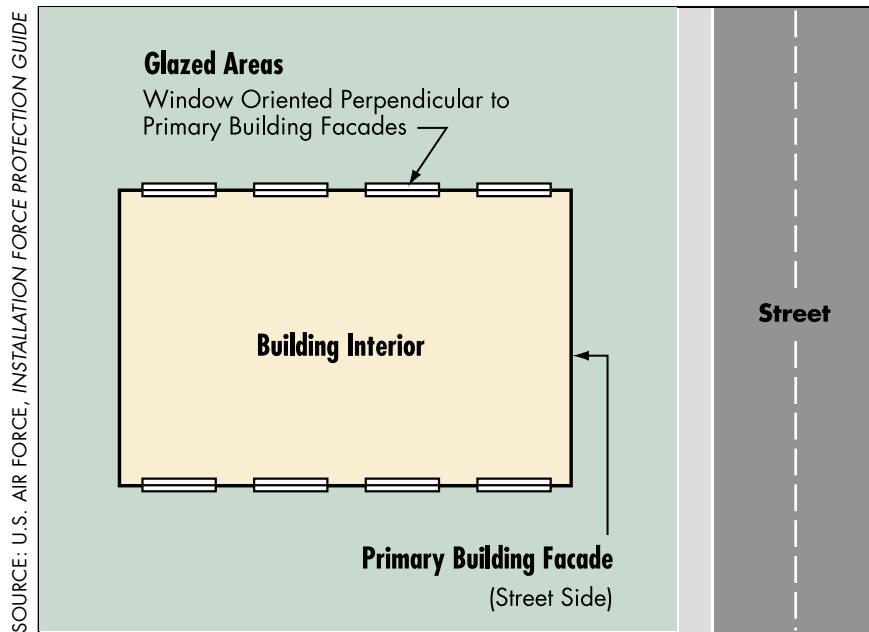 SOURCE: U.S. AIR FORCE, INSTALLATION FORCE PROTECTION GUIDE
Glazed Areas
Window Oriented Perpendicular to
Primary Building Facades
Building Interior
Street
Primary Building Facade
(Street Side)